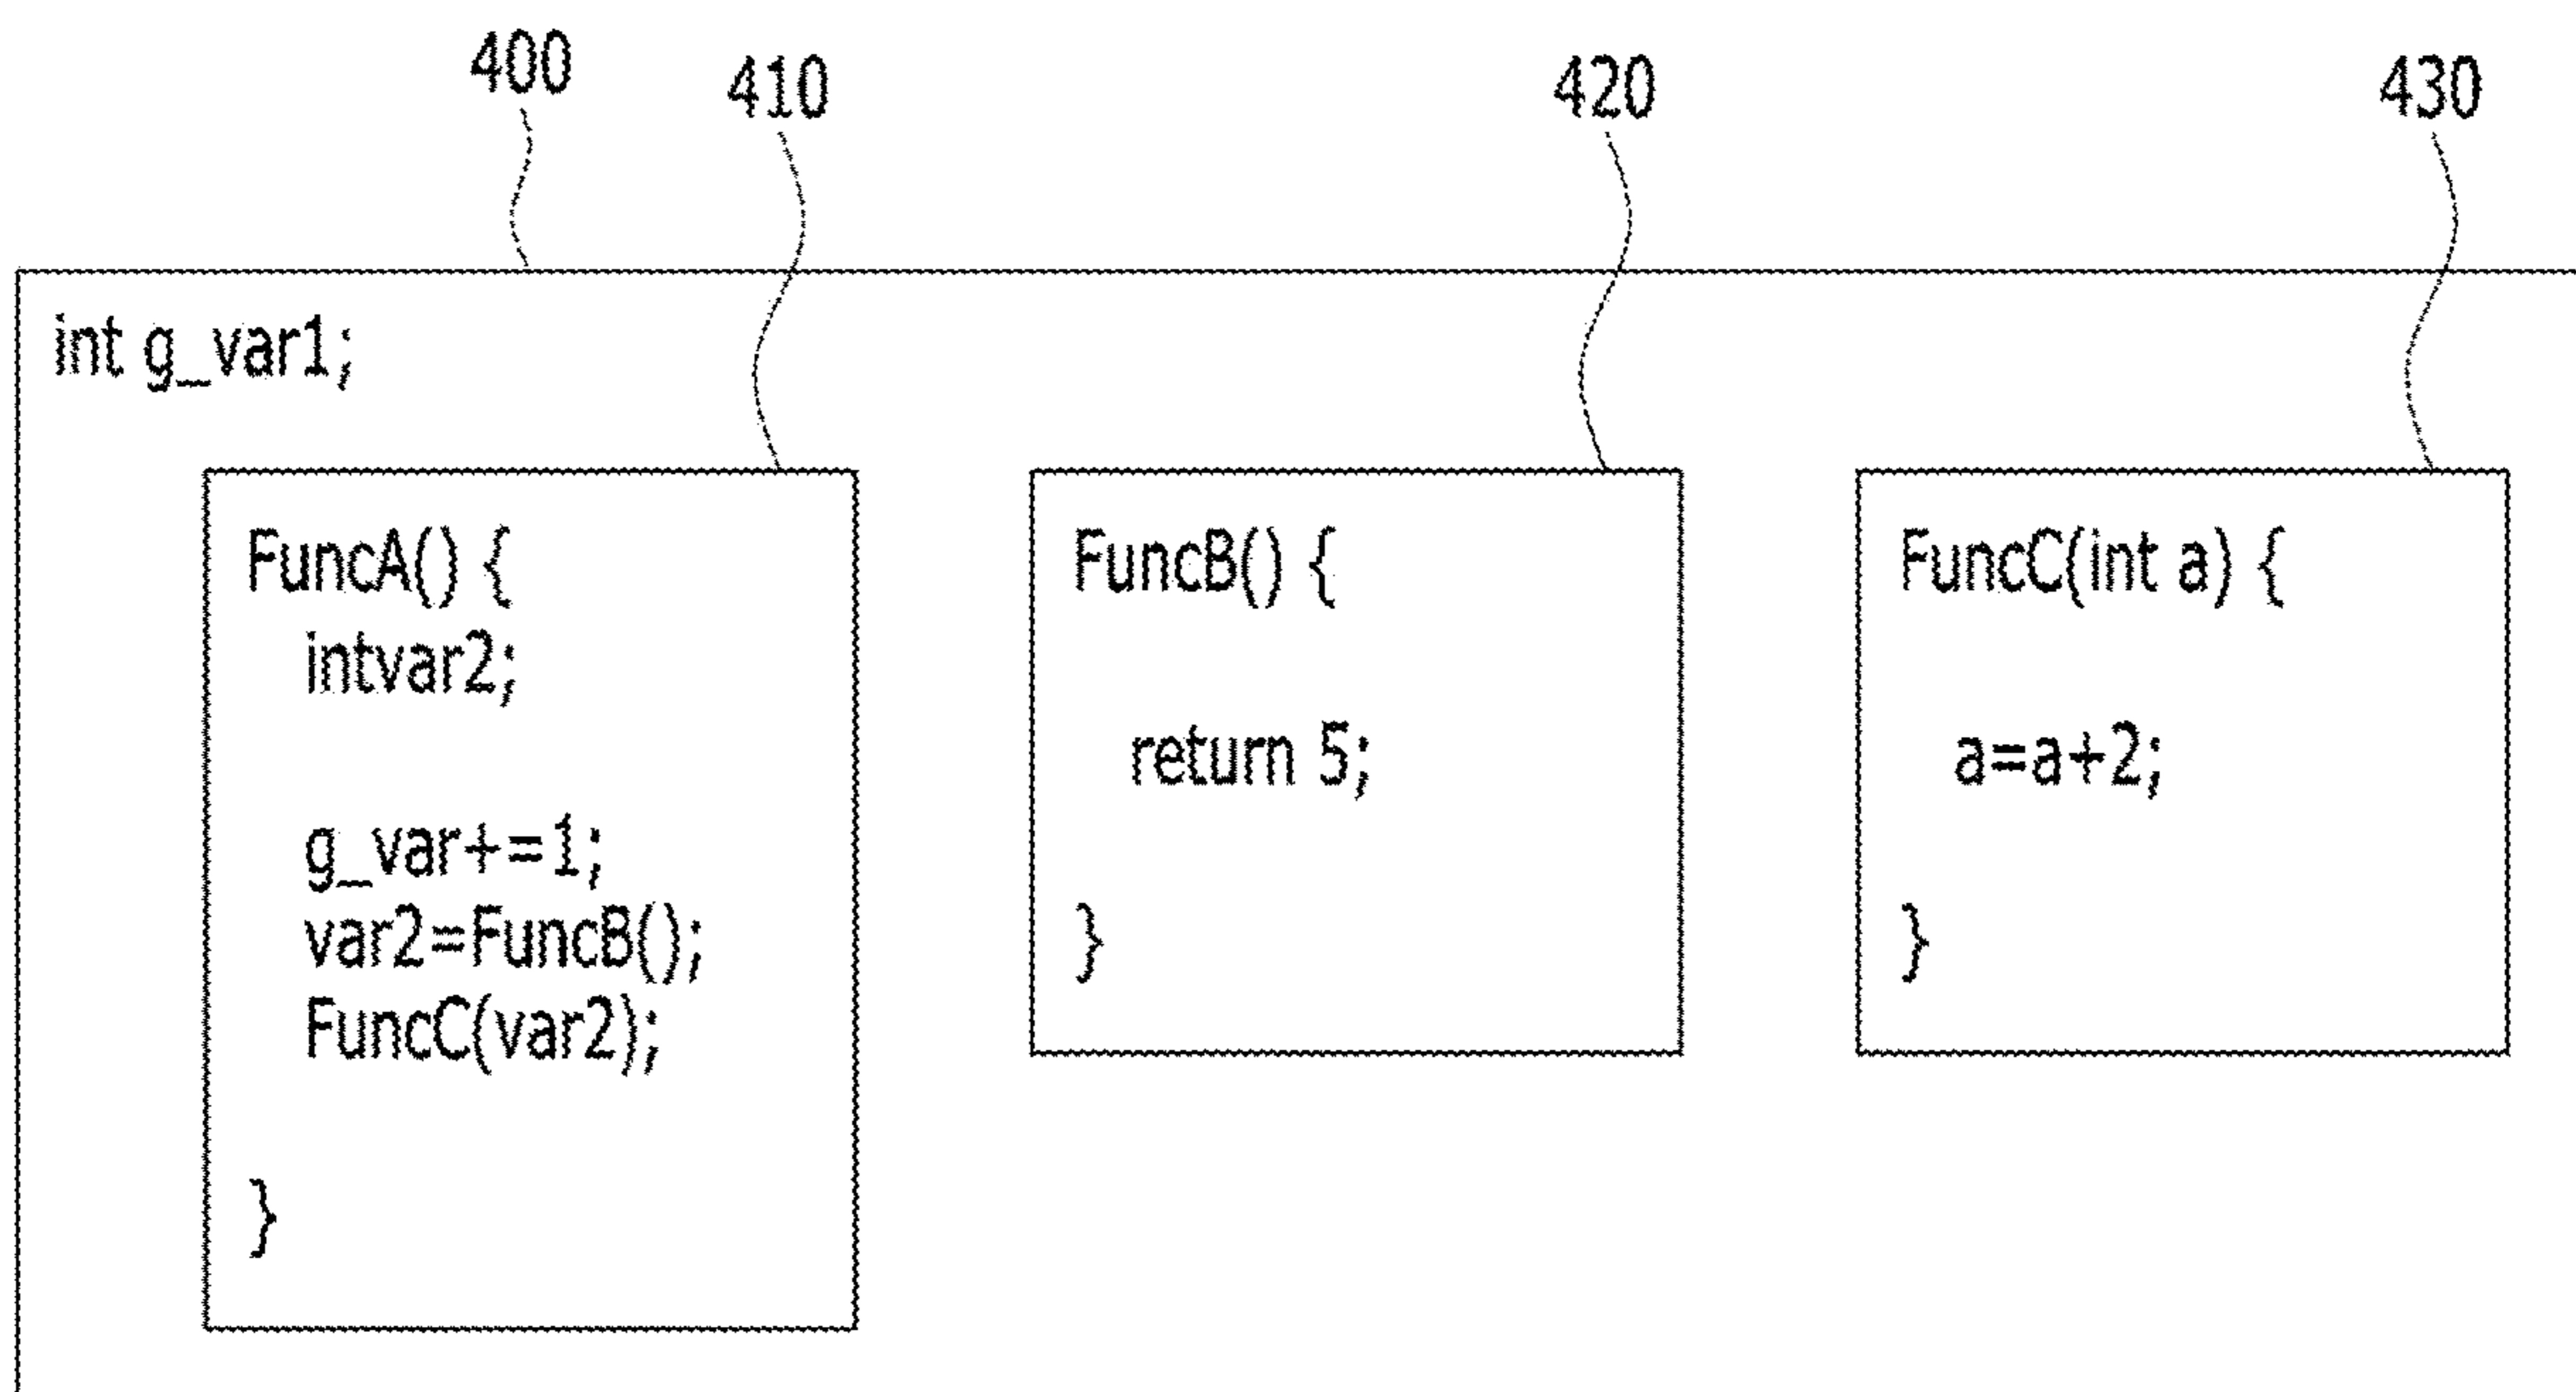 400
410
420
430
int g_var1;
FuncA() {
intvar2;
g_var+=1;
var2=FuncB();
FuncC(var2);
}
FuncB() {
return 5;
}
FuncC(int a) {
a=a+2;
}